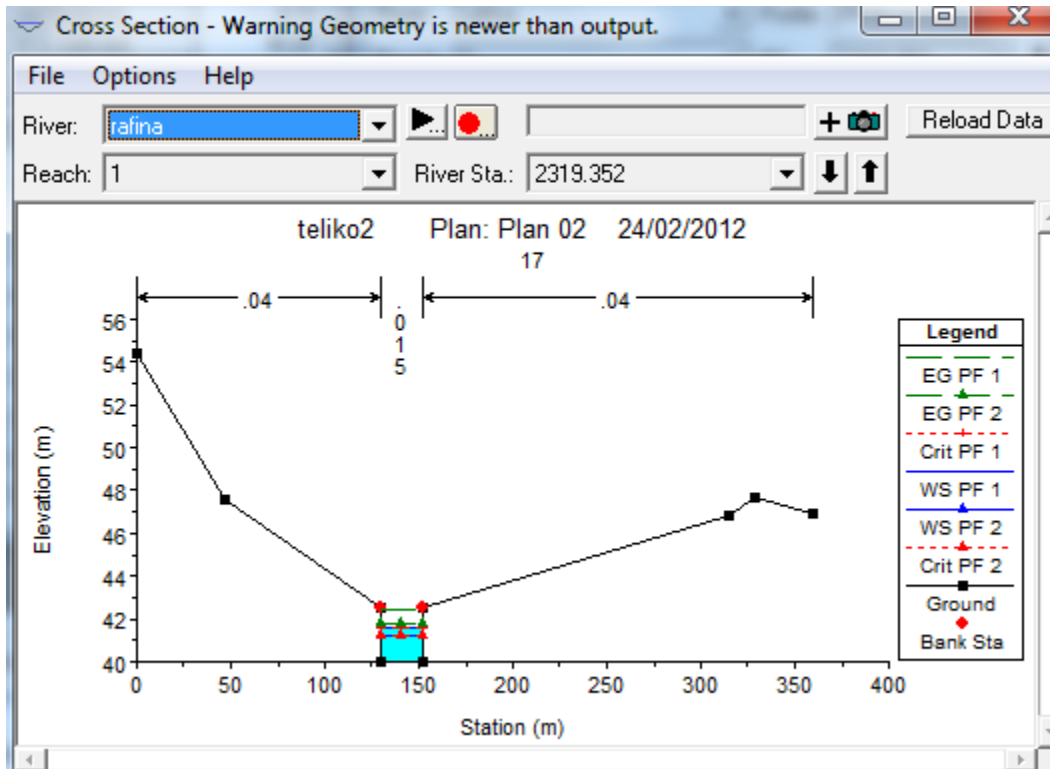 Cross Section - Warning Geometry is newer than output.
File Options Help
River: rafina Reload Data
Reach: 1 River Sta.: 2319.352
teliko2 Plan: Plan 02 24/02/2012
17
.04 .015 .04
56
54
52
50
48
46
44
42
40
Elevation (m)
0 50 100 150 200 250 300 350 400
Station (m)
Legend
EG PF 1
EG PF 2
Crit PF 1
WS PF 1
WS PF 2
Crit PF 2
Ground
Bank Sta